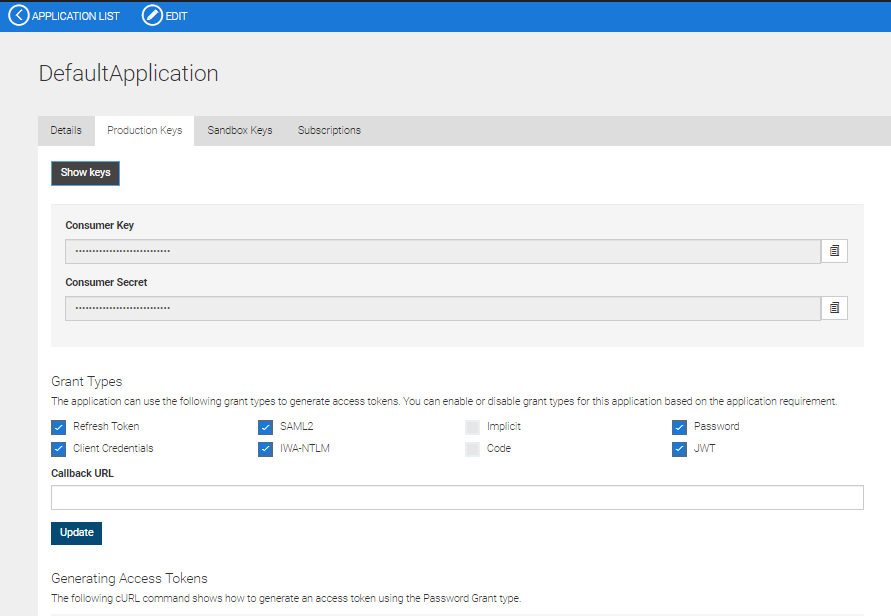 APPLICATION LIST EDIT
DefaultApplication
Details Production Keys Sandbox Keys Subscriptions
Show keys
Consumer Key
Consumer Secret
Grant Types
The application can use the following grant types to generate access tokens. You can enable or disable grant types for this application based on the application requirement.
Refresh Token SAML2 Implicit Password
Client Credentials IWA-NTLM Code JWT
Callback URL
Update
Generating Access Tokens
The following cURL command shows how to generate an access token using the Password Grant type.